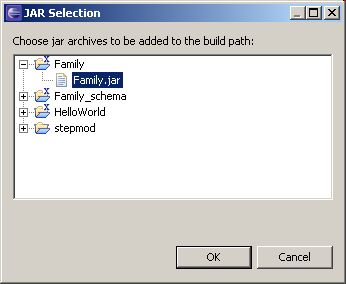 JAR Selection
Choose jar archives to be added to the build path:
Family
Family.jar
Family_schema
HelloWorld
stepmod
OK
Cancel